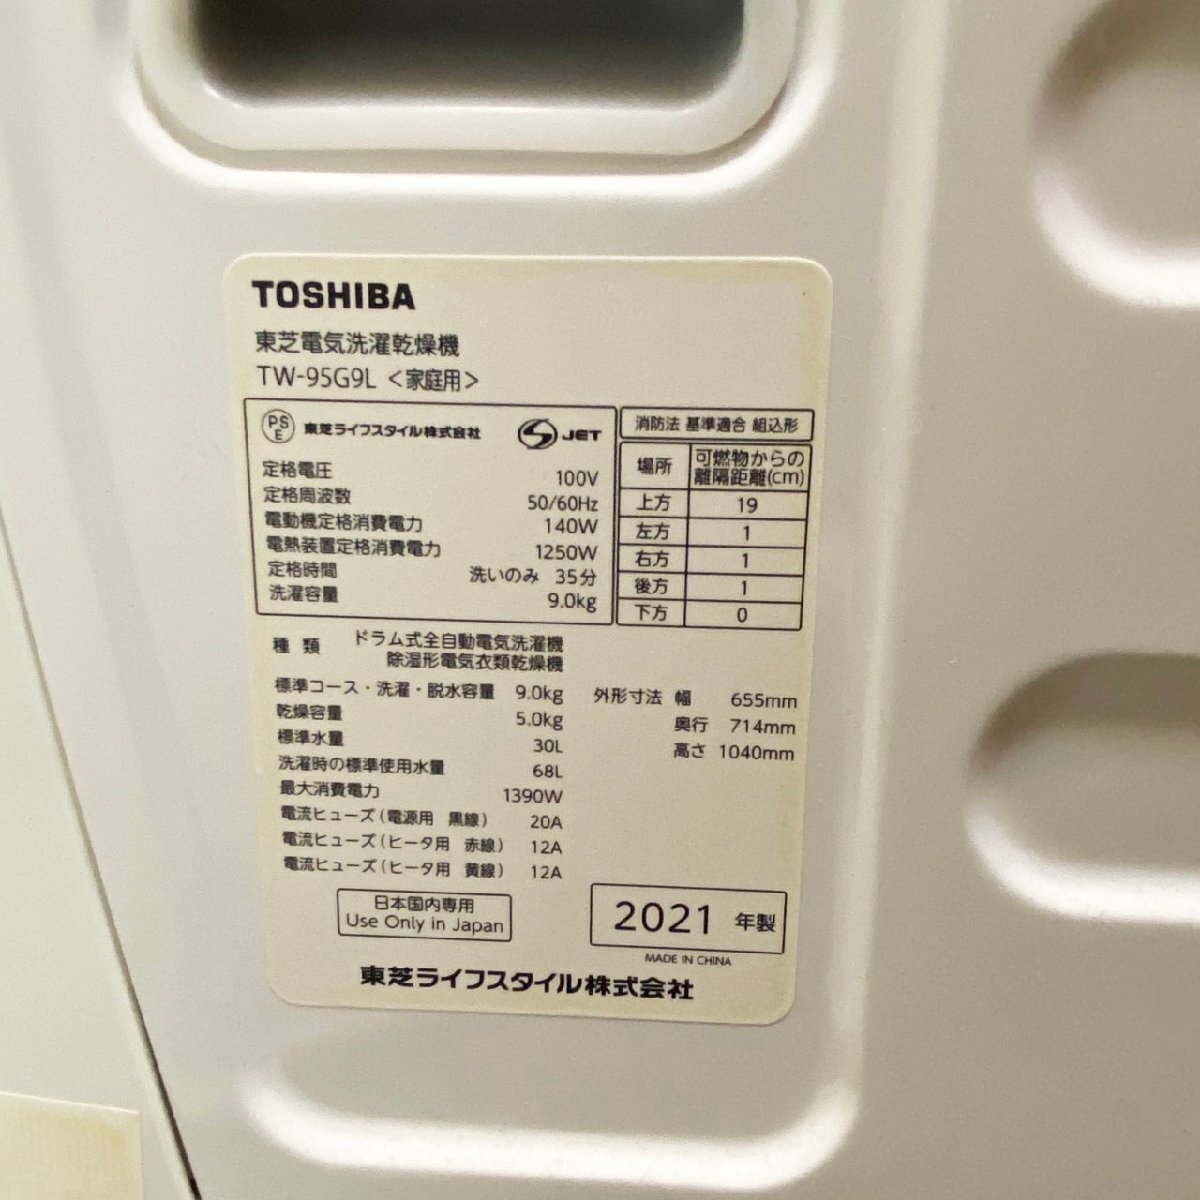 TOSHIBA
東芝電気洗濯乾燥機
TW-95G9L <家庭用>
PS E 東芝ライフスタイル株式会社 JET
定格電圧 100V
定格周波数 50/60Hz
電動機定格消費電力 140W
電熱装置定格消費電力 1250W
定格時間 洗いのみ 35分
洗濯容量 9.0kg
消防法 基準適合 組込形
場所 可燃物からの離隔距離(cm)
上方 19
左方 1
右方 1
後方 1
下方 0
種類 ドラム式全自動電気洗濯機
除湿形電気衣類乾燥機
標準コース・洗濯・脱水容量 9.0kg
乾燥容量 5.0kg
標準水量 30L
洗濯時の標準使用水量 68L
最大消費電力 1390W
電流ヒューズ(電源用 黒線) 20A
電流ヒューズ(ヒータ用 赤線) 12A
電流ヒューズ(ヒータ用 黄線) 12A
外形寸法 幅 655mm
奥行 714mm
高さ 1040mm
日本国内専用
Use Only in Japan
2021 年製
MADE IN CHINA
東芝ライフスタイル株式会社